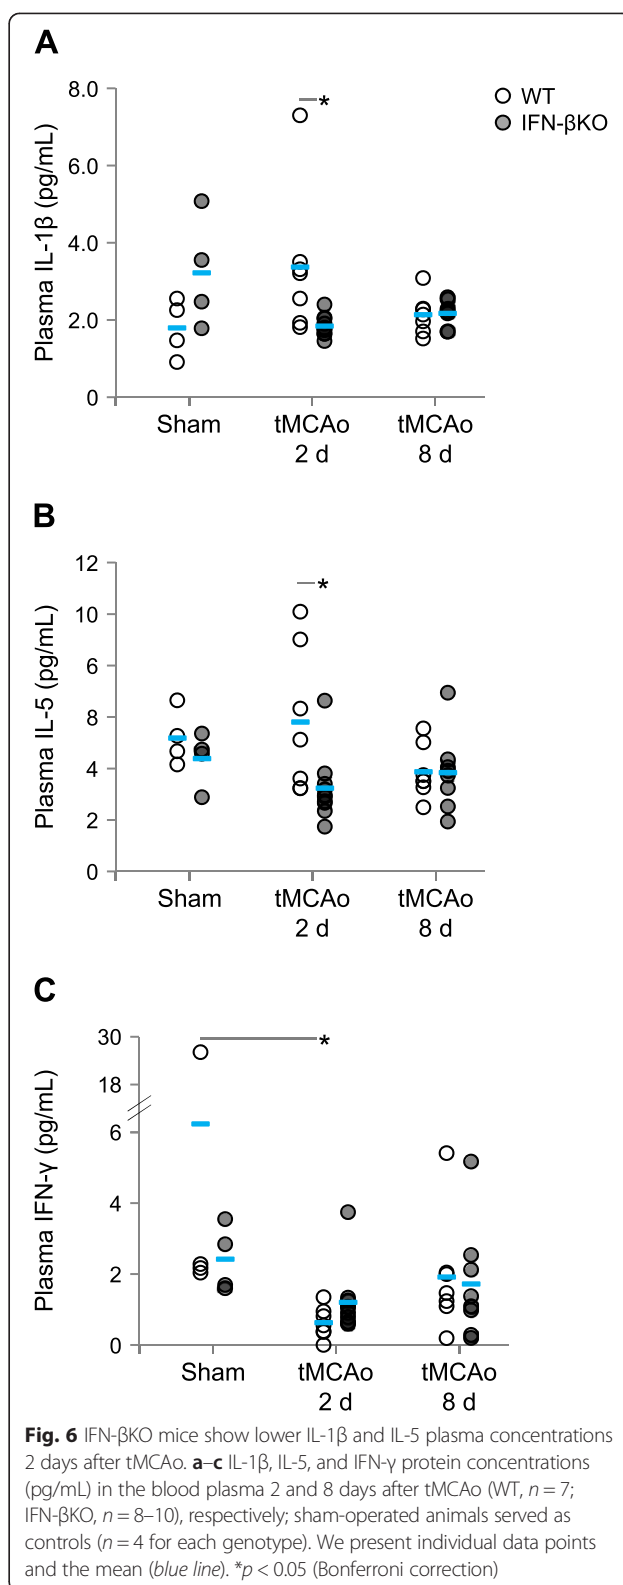 A
8.0
6.0
4.0
2.0
0
Plasma IL-1β (pg/mL)
*
WT
IFN-βKO
Sham
tMCAo
2 d
tMCAo
8 d
B
12
10
6
8
4
2
0
Plasma IL-5 (pg/mL)
*
Sham
tMCAo
2 d
tMCAo
8 d
C
30
18
6
4
2
0
Plasma IFN-γ (pg/mL)
*
Sham
tMCAo
2 d
tMCAo
8 d
Fig. 6 IFN-βKO mice show lower IL-1β and IL-5 plasma concentrations
2 days after tMCAo. a–c IL-1β, IL-5, and IFN-γ protein concentrations
(pg/mL) in the blood plasma 2 and 8 days after tMCAo (WT, n = 7;
IFN-βKO, n = 8–10), respectively; sham-operated animals served as
controls (n = 4 for each genotype). We present individual data points
and the mean (blue line). *p < 0.05 (Bonferroni correction)